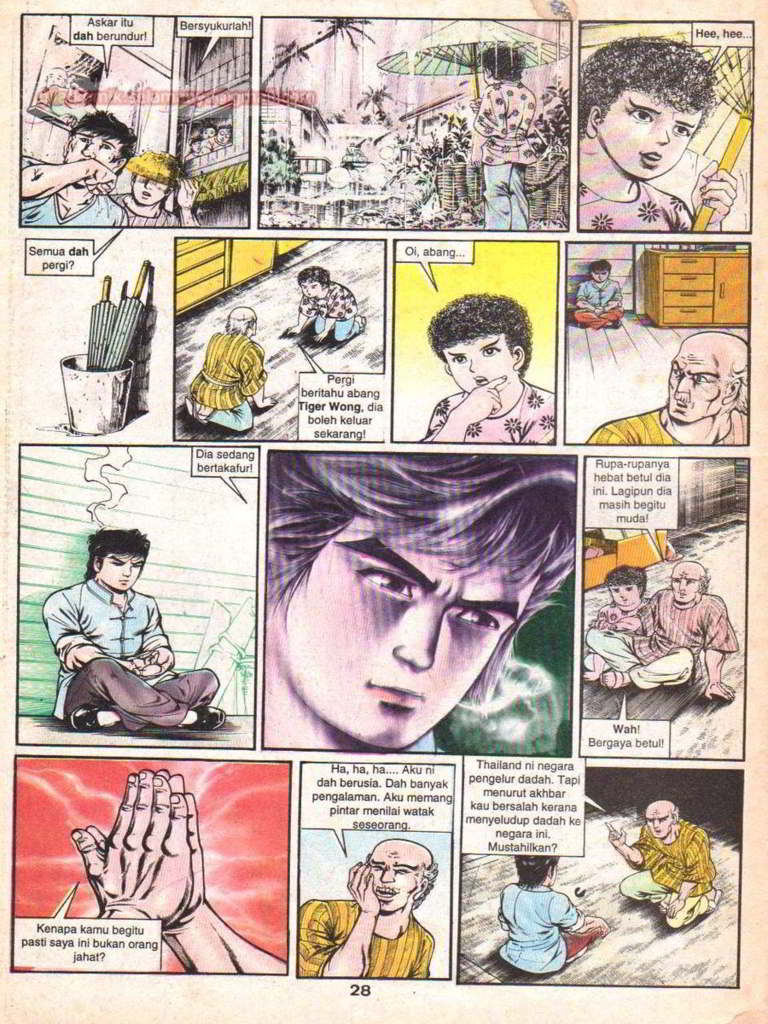 Askar itu
dah berundur!
Bersyukurlah!
Hee, hee...
Semua dah
pergi?
Pergi
beritahu abang
Tiger Wong, dia
boleh keluar
sekarang!
Oi, abang...
Dia sedang
bertakafur!
Rupa-rupanya
hebat betul dia
ini. Lagipun dia
masih begitu
muda!
Wah!
Bergaya betul!
Kenapa kamu begitu
pasti saya ini bukan orang
jahat?
Ha, ha, ha.... Aku ni
dah berusia. Dah banyak
pengalaman. Aku memang
pintar menilai watak
seseorang.
Thailand ni negara
pengelur dadah. Tapi
menurut akhbar
kau bersalah kerana
menyeludup dadah ke
negara ini.
Mustahilkan?
28